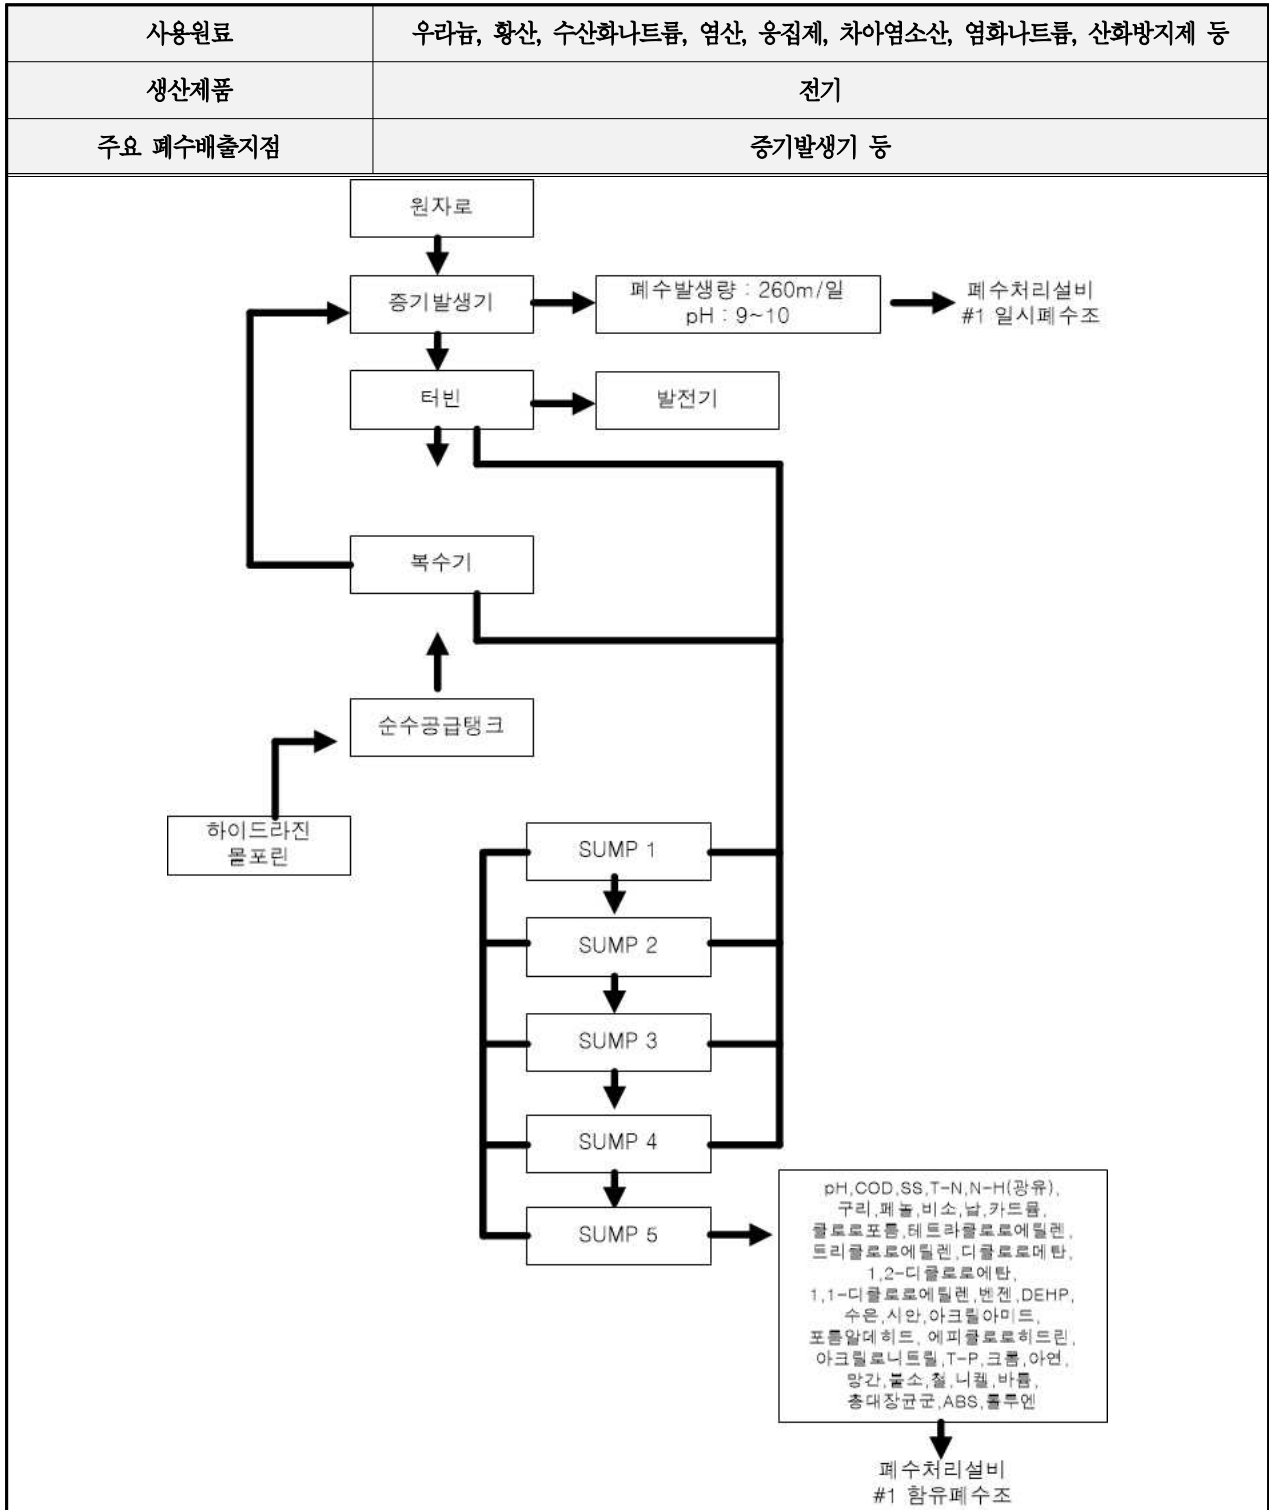 사용원료 우라늄, 황산, 수산화나트륨, 염산, 응집제, 차아염소산, 염화나트륨, 산화방지제 등
생산제품 전기
주요 폐수배출지점 증기발생기 등
원자로
증기발생기
폐수발생량 : 260m/일
pH : 9~10
폐수처리설비
#1 일시폐수조
터빈
발전기
복수기
순수공급탱크
하이드라진
몰포린
SUMP 1
SUMP 2
SUMP 3
SUMP 4
SUMP 5
pH,COD,SS,T-N,N-H(광유),
구리,페놀,비소,납,카드뮴,
클로로포름,테트라클로로에틸렌,
트리클로로에틸렌,디클로로메탄,
1,2-디클로로에탄,
1,1-디클로로에틸렌,벤젠,DEHP,
수은,시안,아크릴아미드,
포름알데히드, 에피클로로히드린,
아크릴로니트릴,T-P,크롬,아연,
망간,불소,철,니켈,바륨,
총대장균군,ABS,톨루엔
폐수처리설비
#1 함유폐수조